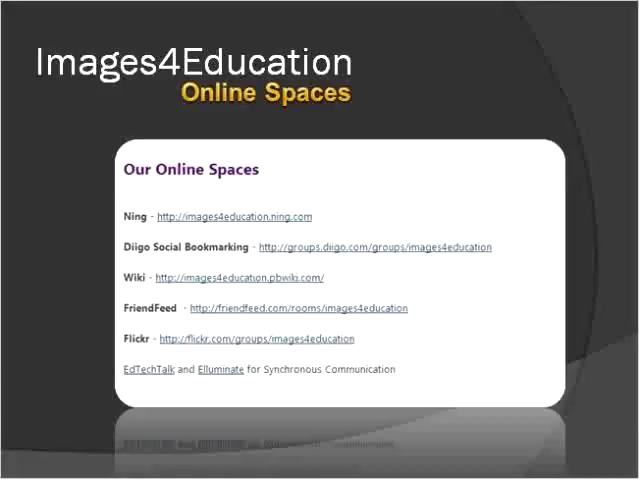 Images4Education
Online Spaces
Our Online Spaces
Ning - http://images4education.ning.com
Diigo Social Bookmarking - http://groups.diigo.com/groups/images4education
Wiki - http://images4education.pbwiki.com/
FriendFeed - http://friendfeed.com/rooms/images4education
Flickr - http://flickr.com/groups/images4education
EdTechTalk and Elluminate for Synchronous Communication